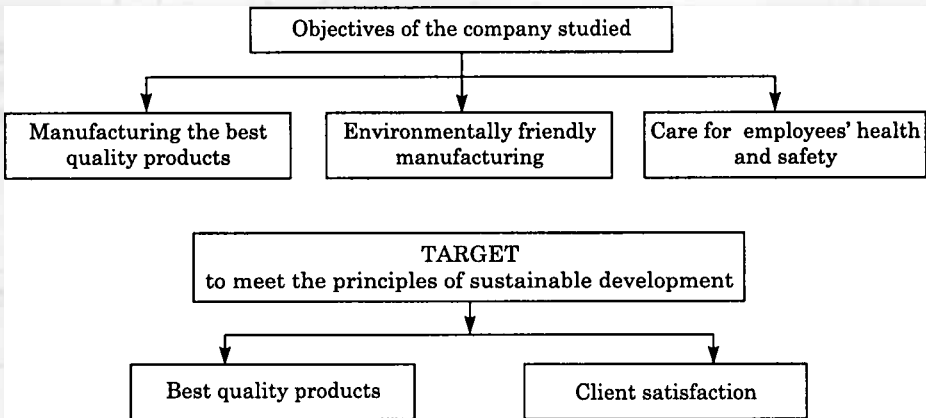 Objectives of the company studied
Manufacturing the best
quality products
Environmentally friendly
manufacturing
Care for employees' health
and safety
TARGET
to meet the principles of sustainable development
Best quality products
Client satisfaction